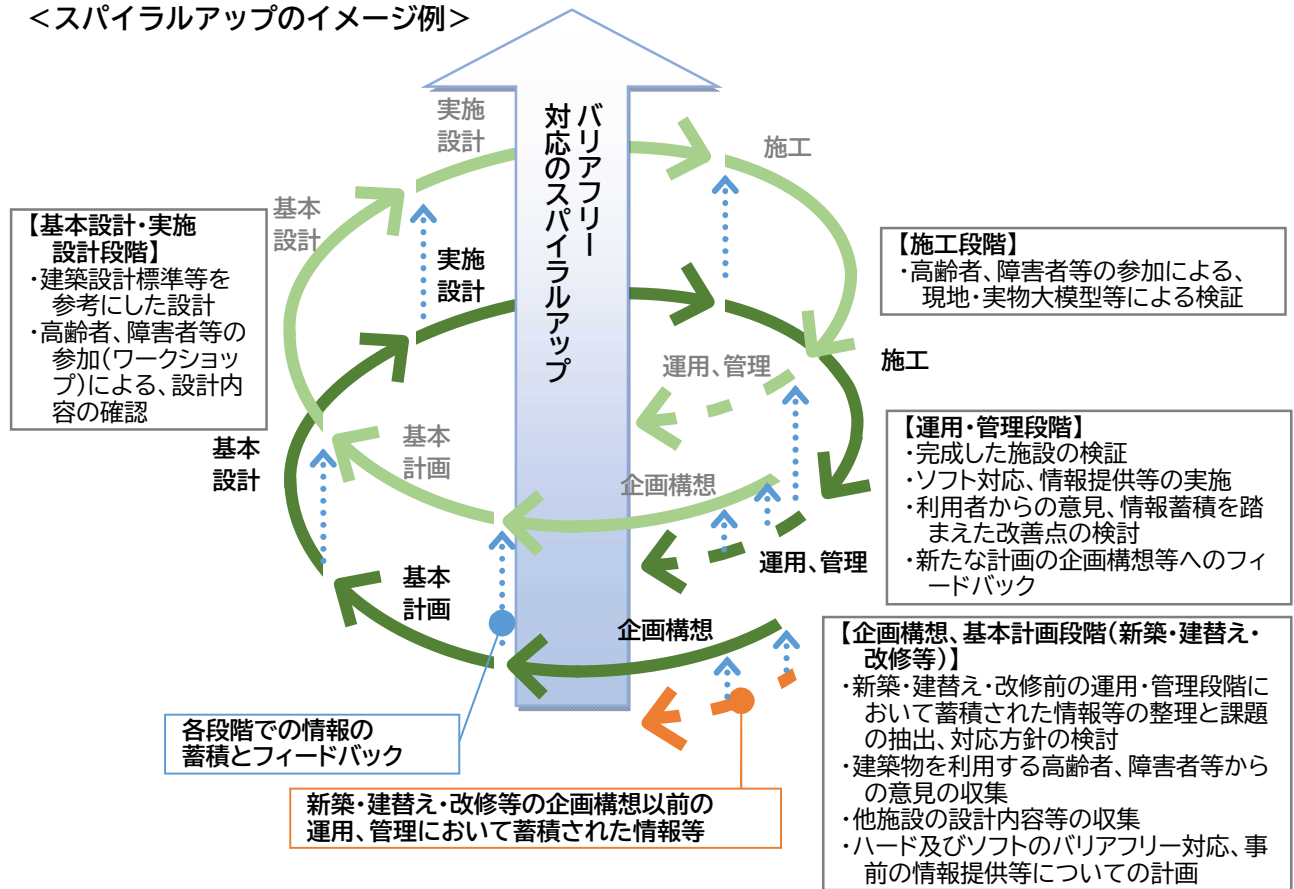 ＜スパイラルアップのイメージ例＞
バリアフリー
対応のスパイラルアップ
実施
設計
施工
基本
設計
運用、管理
基本
計画
企画構想
実施
設計
施工
基本
設計
運用、管理
基本
計画
企画構想
【基本設計・実施
設計段階】
・建築設計標準等を
参考にした設計
・高齢者、障害者等の
参加(ワークショッ
プ)による、設計内
容の確認
【施工段階】
・高齢者、障害者等の参加による、
現地・実物大模型等による検証
【運用・管理段階】
・完成した施設の検証
・ソフト対応、情報提供等の実施
・利用者からの意見、情報蓄積を踏
まえた改善点の検討
・新たな計画の企画構想等へのフィ
ードバック
【企画構想、基本計画段階(新築・建替え・
改修等)】
・新築・建替え・改修前の運用・管理段階に
おいて蓄積された情報等の整理と課題
の抽出、対応方針の検討
・建築物を利用する高齢者、障害者等から
の意見の収集
・他施設の設計内容等の収集
・ハード及びソフトのバリアフリー対応、事
前の情報提供等についての計画
各段階での情報の
蓄積とフィードバック
新築・建替え・改修等の企画構想以前の
運用、管理において蓄積された情報等